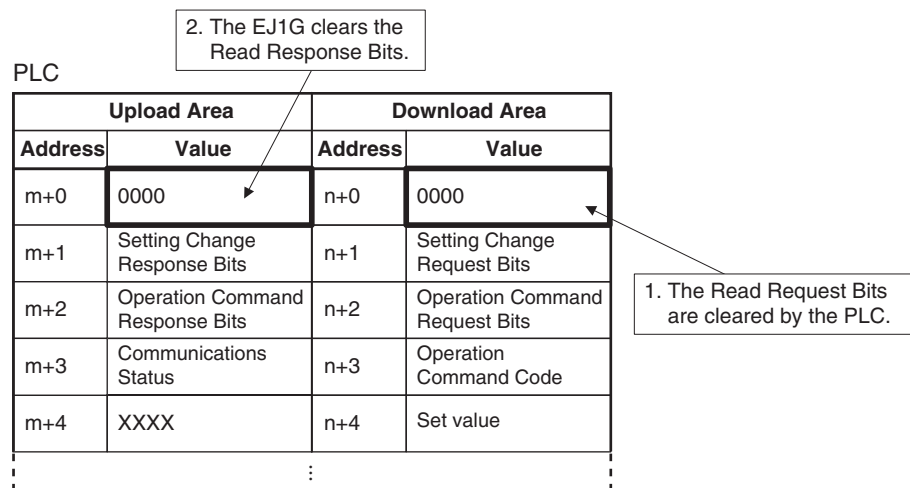 2. The EJ1G clears the
Read Response Bits.
PLC
Upload Area Download Area
Address Value Address Value
m+0 0000 n+0 0000
m+1 Setting Change Response Bits n+1 Setting Change Request Bits
m+2 Operation Command Response Bits n+2 Operation Command Request Bits
m+3 Communications Status n+3 Operation Command Code
m+4 XXXX n+4 Set value
1. The Read Request Bits
are cleared by the PLC.